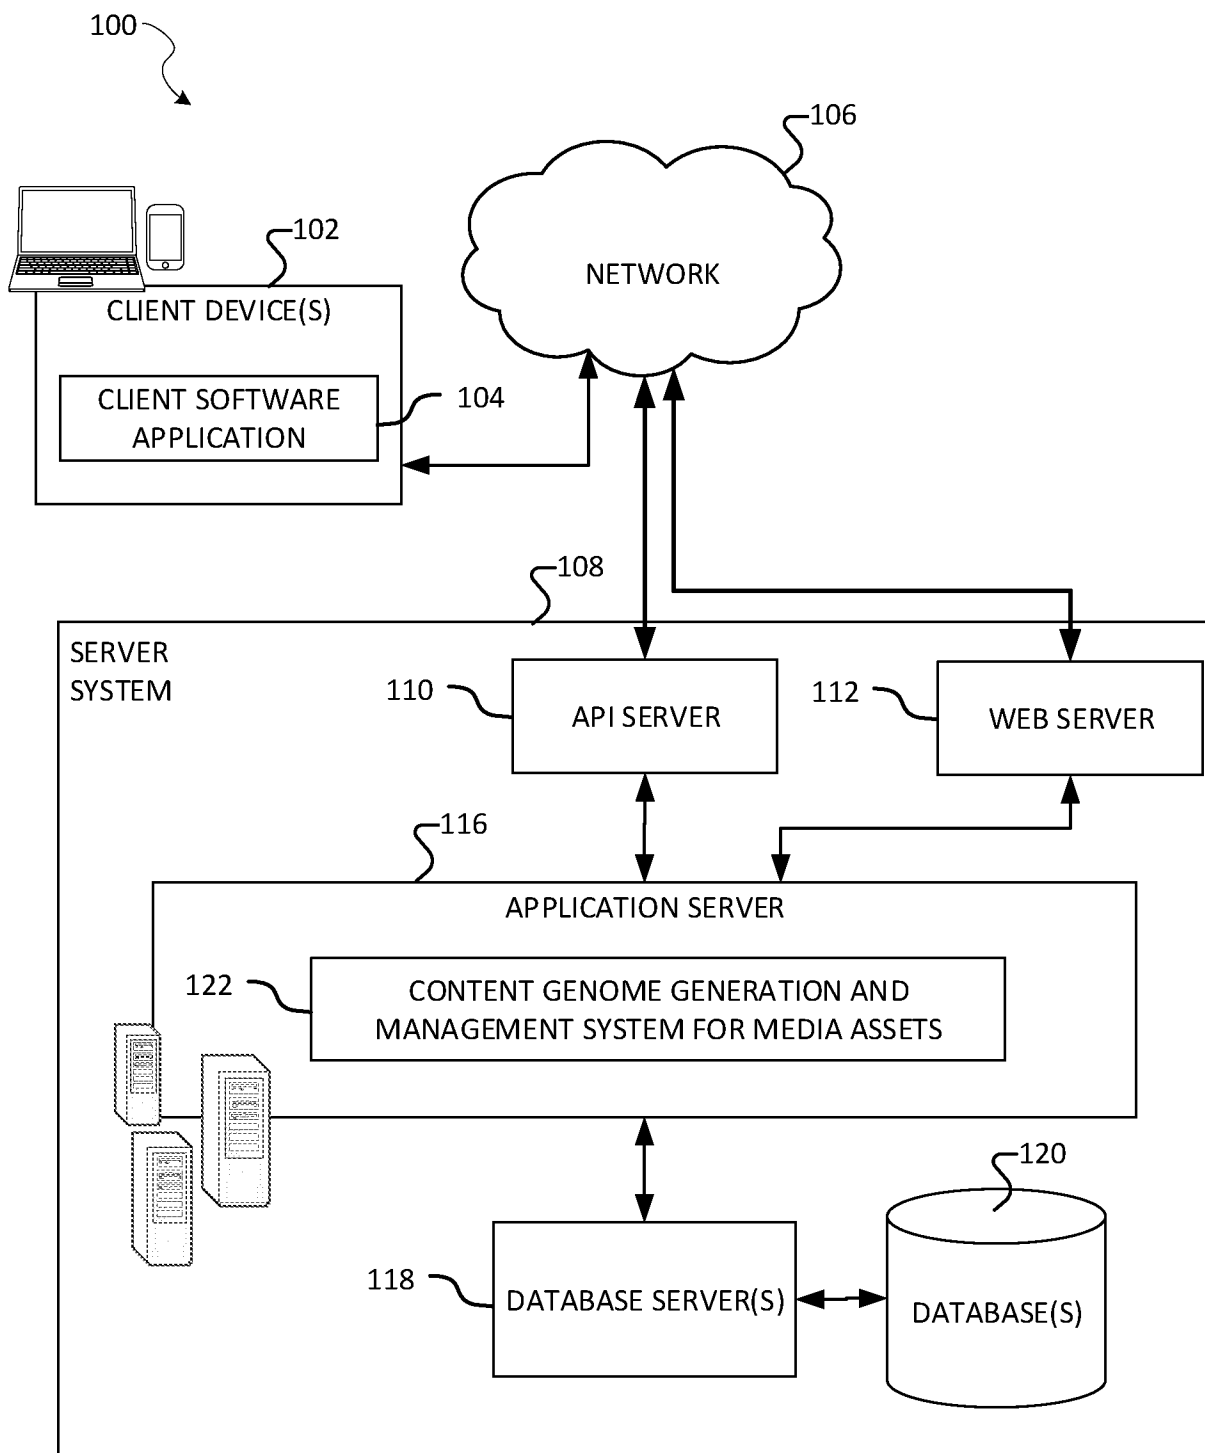 100
106
102
NETWORK
CLIENT DEVICE(S)
CLIENT SOFTWARE
APPLICATION
104
108
SERVER
SYSTEM
110
API SERVER
112
WEB SERVER
116
APPLICATION SERVER
122
CONTENT GENOME GENERATION AND
MANAGEMENT SYSTEM FOR MEDIA ASSETS
120
118
DATABASE SERVER(S)
DATABASE(S)